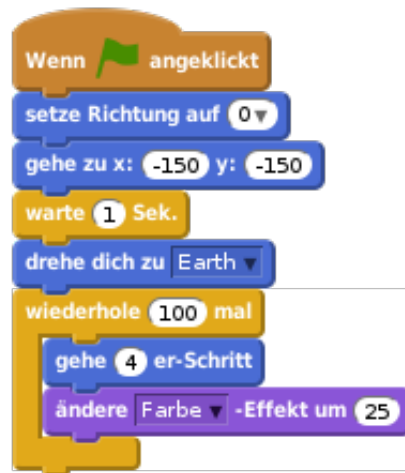 Wenn angeklickt
setze Richtung auf 0
gehe zu x: -150 y: -150
warte 1 Sek.
drehe dich zu Earth
wiederhole 100 mal
gehe 4 er-Schritt
ändere Farbe -Effekt um 25